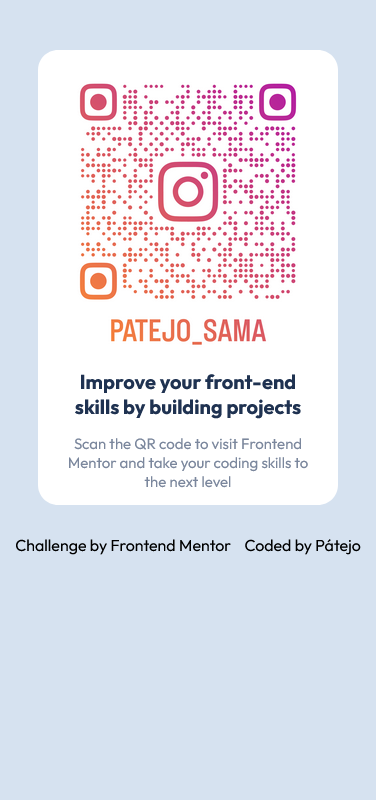 PATEJO_SAMA
Improve your front-end
skills by building projects
Scan the QR code to visit Frontend
Mentor and take your coding skills to
the next level
Challenge by Frontend Mentor Coded by Pátejo